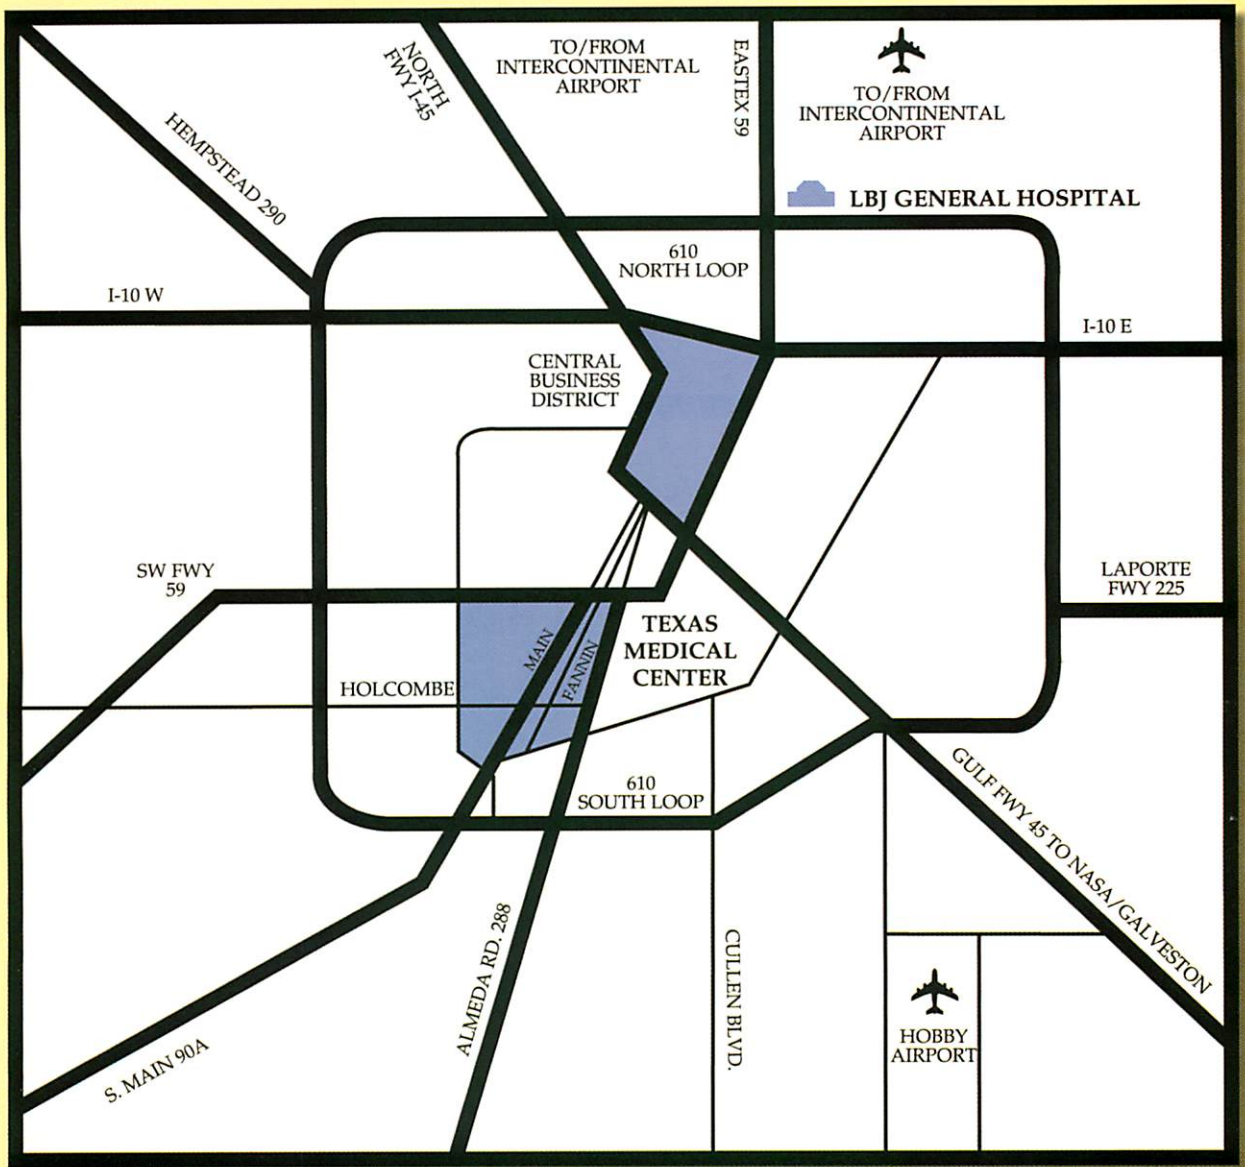 NORTH
FWY I-45
TO/FROM
INTERCONTINENTAL
AIRPORT
EASTEX 59
TO/FROM
INTERCONTINENTAL
AIRPORT
HEMPSTEAD 290
LBJ GENERAL HOSPITAL
610
NORTH LOOP
I-10 W
I-10 E
CENTRAL
BUSINESS
DISTRICT
SW FWY
59
LAPORTE
FWY 225
TEXAS
MEDICAL
CENTER
MAIN
FANNIN
HOLCOMBE
610
SOUTH LOOP
GULF FWY 45 TO NASA/GALVESTON
ALMEDA RD. 288
CULLEN BLVD.
HOBBY
AIRPORT
S. MAIN 90A